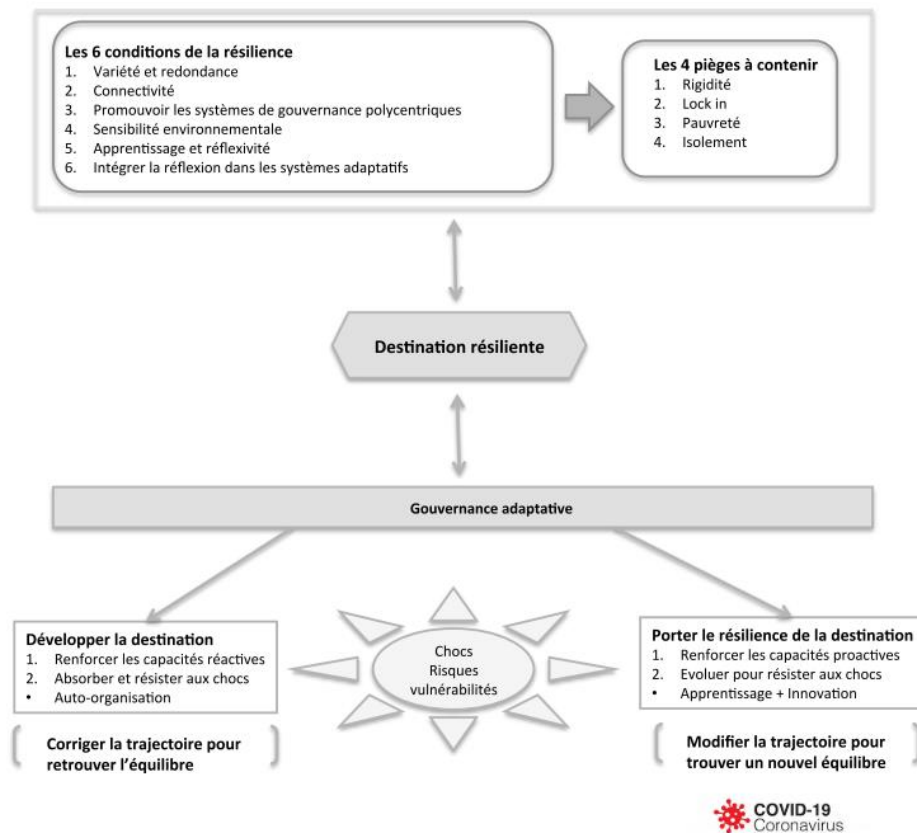 Les 6 conditions de la résilience
1. Variété et redondance
2. Connectivité
3. Promouvoir les systèmes de gouvernance polycentriques
4. Sensibilité environnementale
5. Apprentissage et réflexivité
6. Intégrer la réflexion dans les systèmes adaptatifs
Les 4 pièges à contenir
1. Rigidité
2. Lock in
3. Pauvreté
4. Isolement
Destination résiliente
Gouvernance adaptative
Développer la destination
1. Renforcer les capacités réactives
2. Absorber et résister aux chocs
• Auto-organisation
Corriger la trajectoire pour
retrouver l'équilibre
Chocs
Risques
vulnérabilités
Porter le résilience de la destination
1. Renforcer les capacités proactives
2. Evoluer pour résister aux chocs
• Apprentissage + Innovation
Modifier la trajectoire pour
trouver un nouvel équilibre
COVID-19
Coronavirus